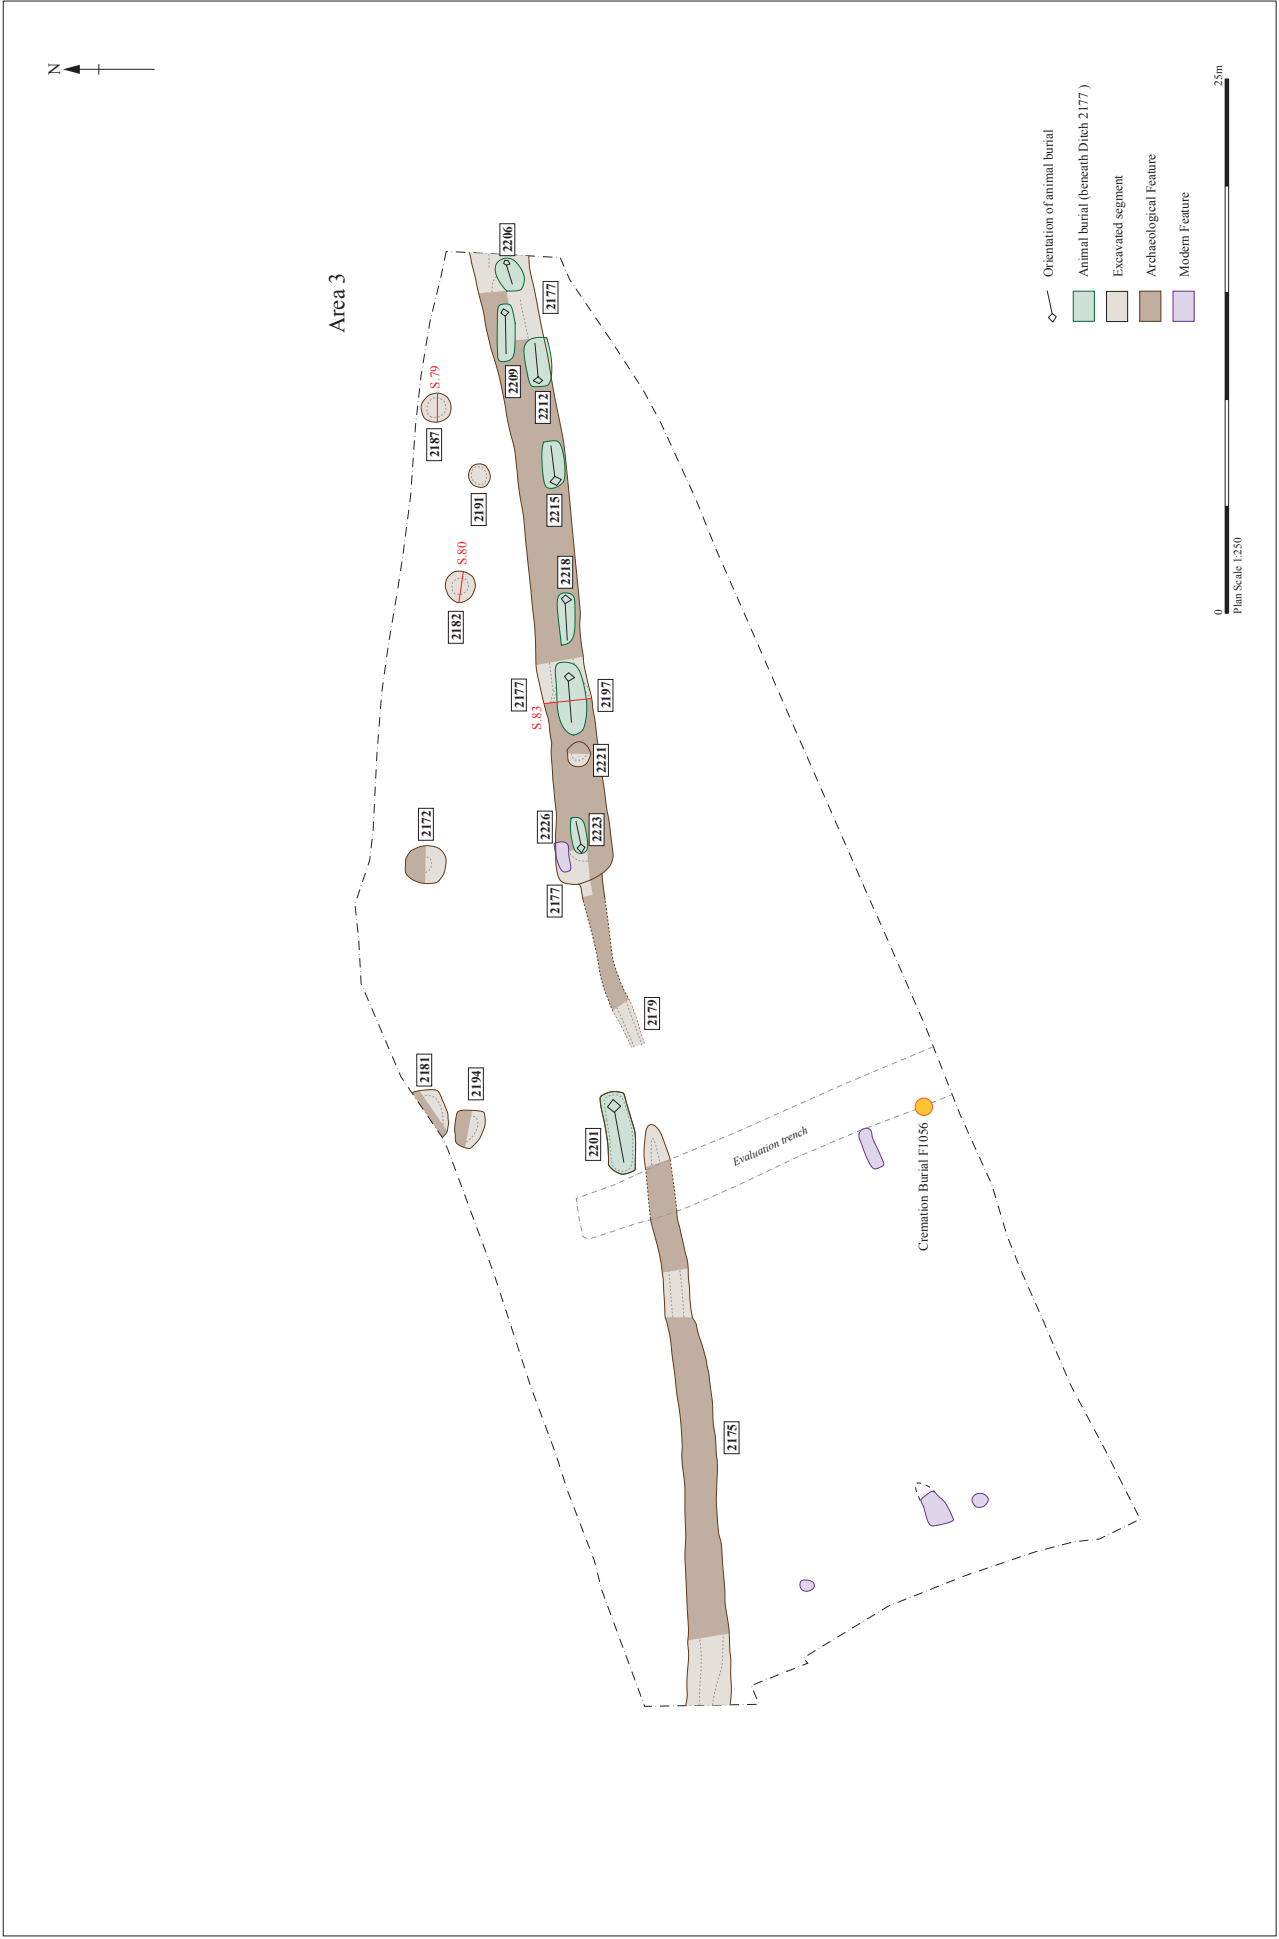 N
Area 3
2206
2177
2209
2212
S.79
2187
2191
2215
S.80
2182
2218
2177
S.83
2197
2221
2172
2226
2223
2177
2179
2181
2194
2201
Evaluation trench
Cremation Burial F1056
2175
Orientation of animal burial
Animal burial (beneath Ditch 2177 )
Excavated segment
Archaeological Feature
Modern Feature
0
25m
Plan Scale 1:250